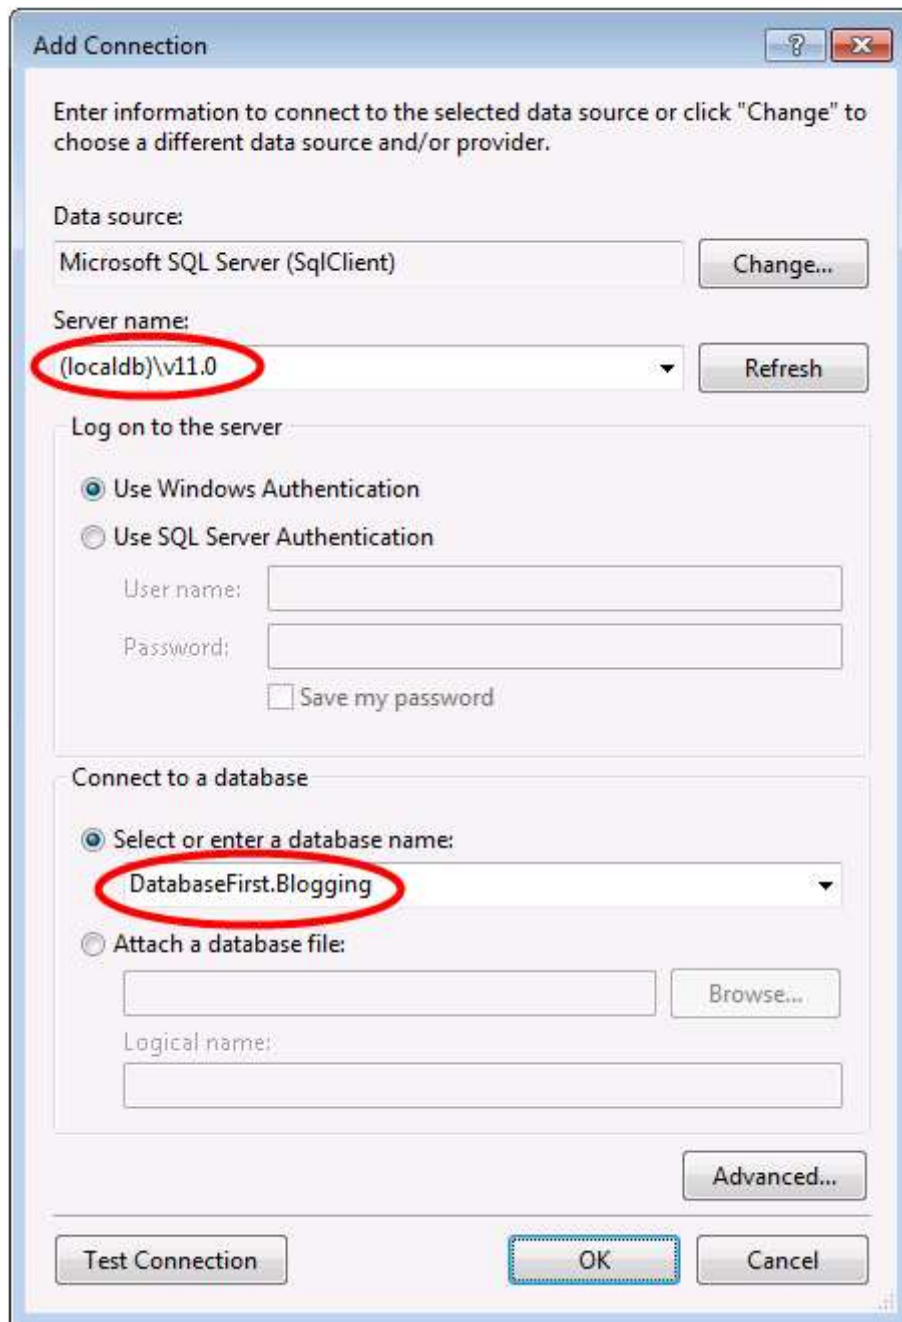 Add Connection
Enter information to connect to the selected data source or click "Change" to
choose a different data source and/or provider.
Data source:
Microsoft SQL Server (SqlClient)
Change...
Server name:
(localdb)\v11.0
Refresh
Log on to the server
Use Windows Authentication
Use SQL Server Authentication
User name:
Password:
Save my password
Connect to a database
Select or enter a database name:
DatabaseFirst.Blogging
Attach a database file:
Browse...
Logical name:
Advanced...
Test Connection
OK
Cancel